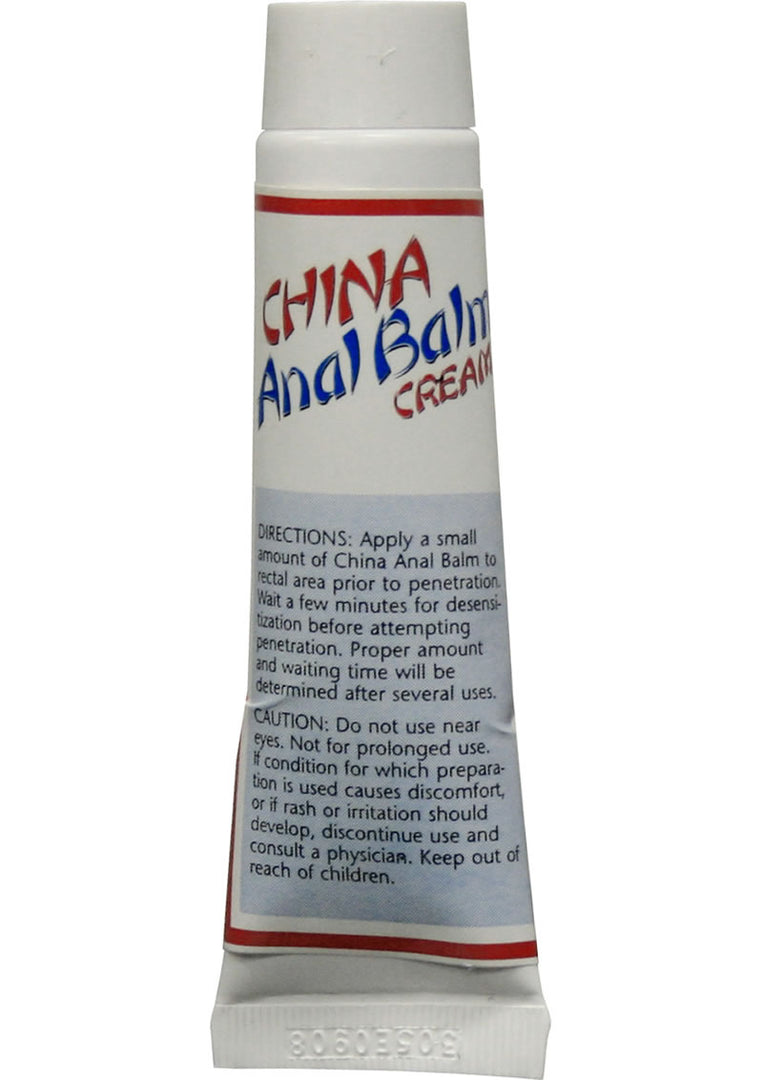 CHINA
Anal Balm
CREAM
DIRECTIONS: Apply a small
amount of China Anal Balm to
rectal area prior to penetration.
Wait a few minutes for desensi-
tization before attempting
penetration. Proper amount
and waiting time will be
determined after several uses.
CAUTION: Do not use near
eyes. Not for prolonged use.
If condition for which prepara-
tion is used causes discomfort,
or if rash or irritation should
develop, discontinue use and
consult a physician. Keep out of
reach of children.